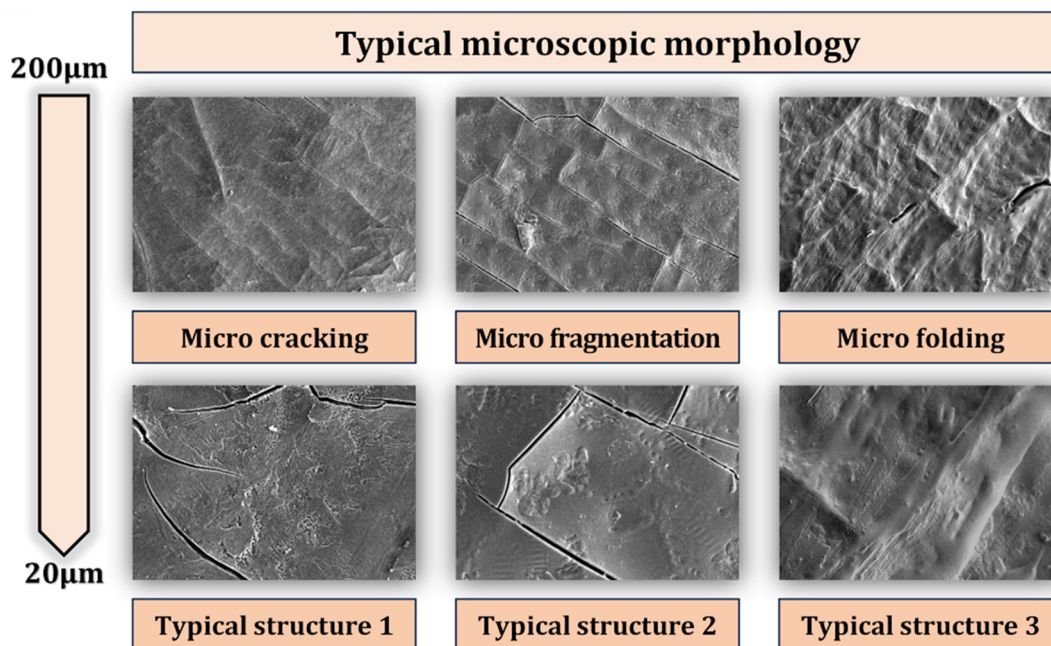 Typical microscopic morphology
200μm
Micro cracking
Micro fragmentation
Micro folding
20μm
Typical structure 1
Typical structure 2
Typical structure 3